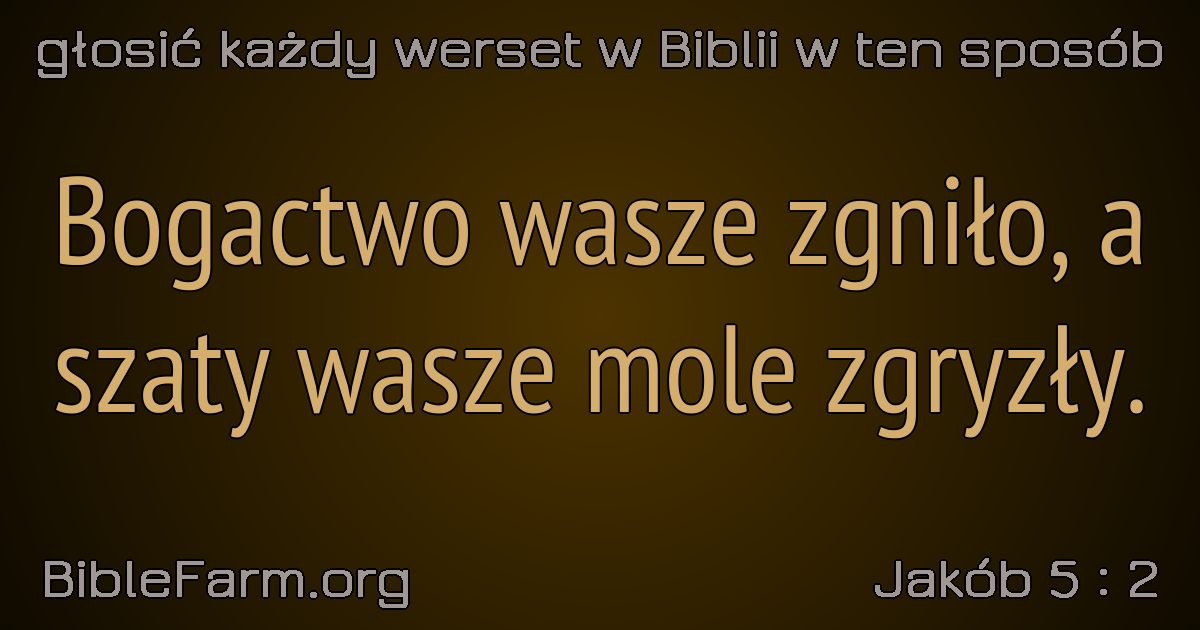 głosić każdy werset w Biblii w ten sposób
Bogactwo wasze zgniło, a
szaty wasze mole zgryzły.
BibleFarm.org
Jakób 5 : 2